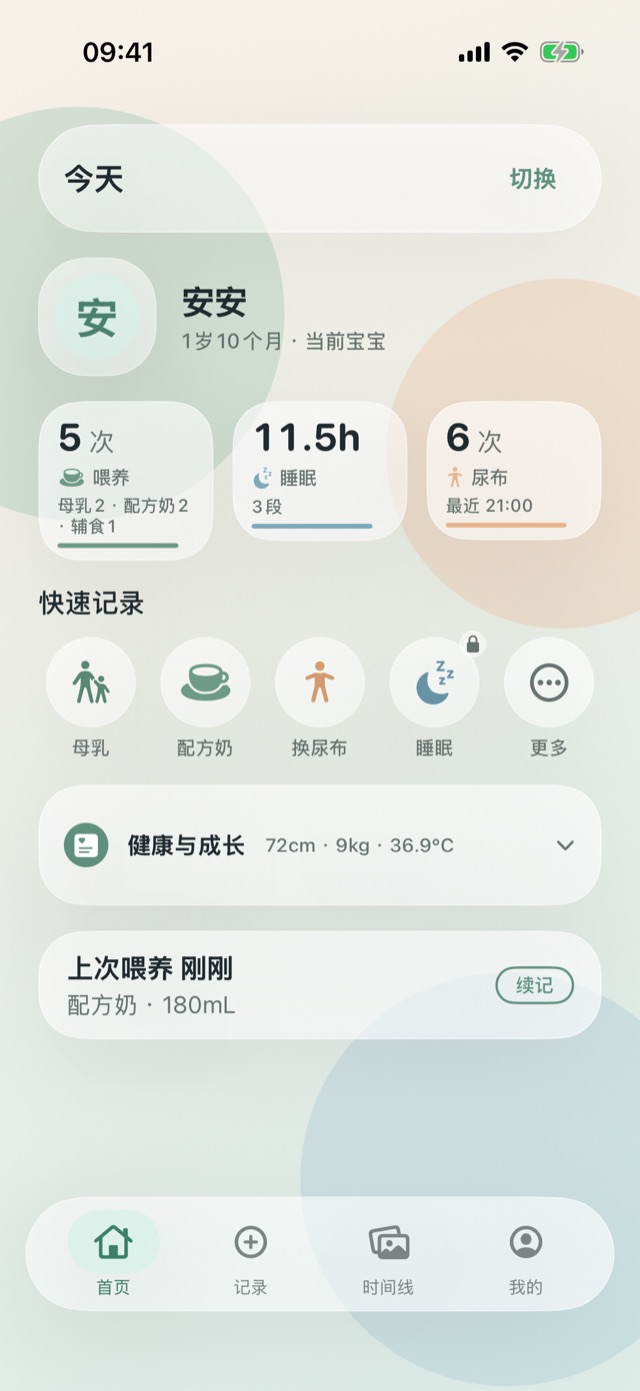 09:41
今天
切换
安
安安
1岁10个月 · 当前宝宝
5 次
喂养
母乳2 · 配方奶2
· 辅食1
11.5h
睡眠
3段
6 次
尿布
最近 21:00
快速记录
母乳
配方奶
换尿布
睡眠
更多
健康与成长 72cm · 9kg · 36.9°C
上次喂养 刚刚
配方奶 · 180mL
续记
首页
记录
时间线
我的